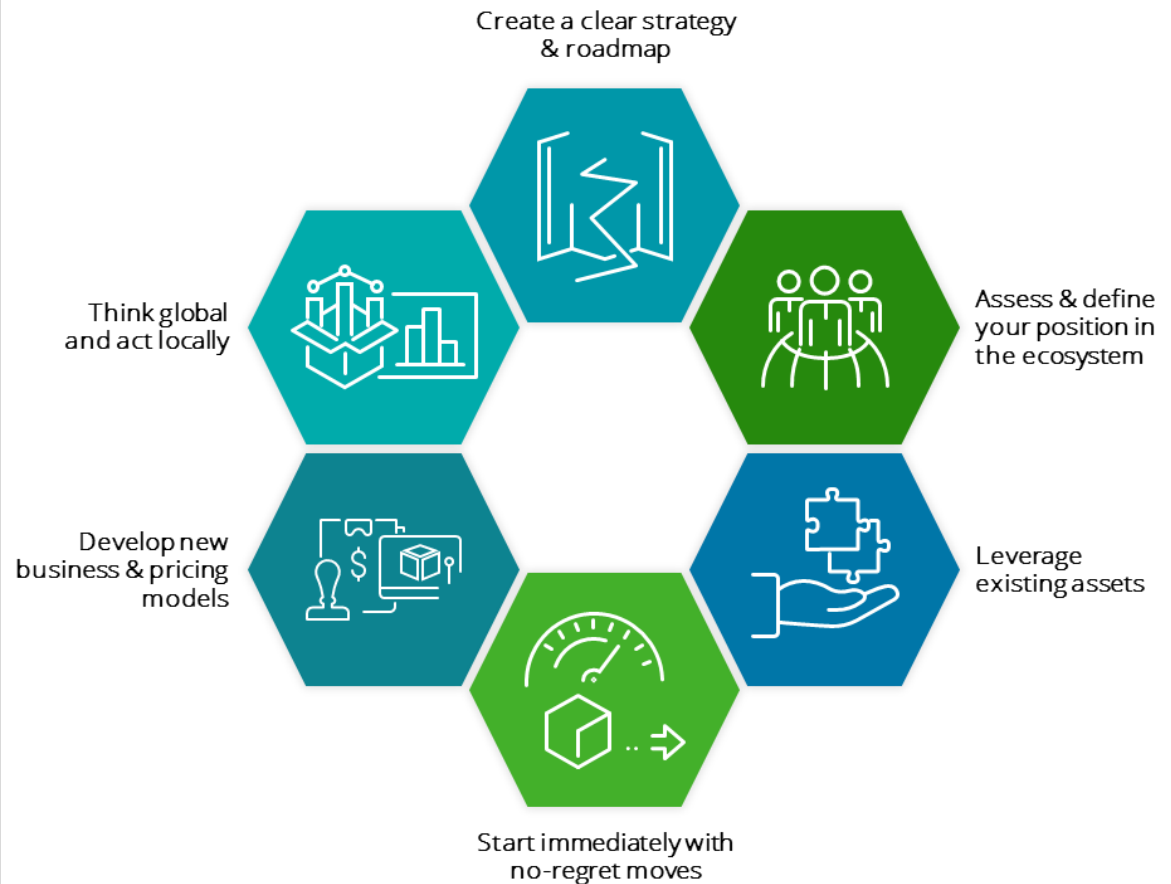 Create a clear strategy
& roadmap
Assess & define
your position in
the ecosystem
Leverage
existing assets
Start immediately with
no-regret moves
Develop new
business & pricing
models
$
Think global
and act locally